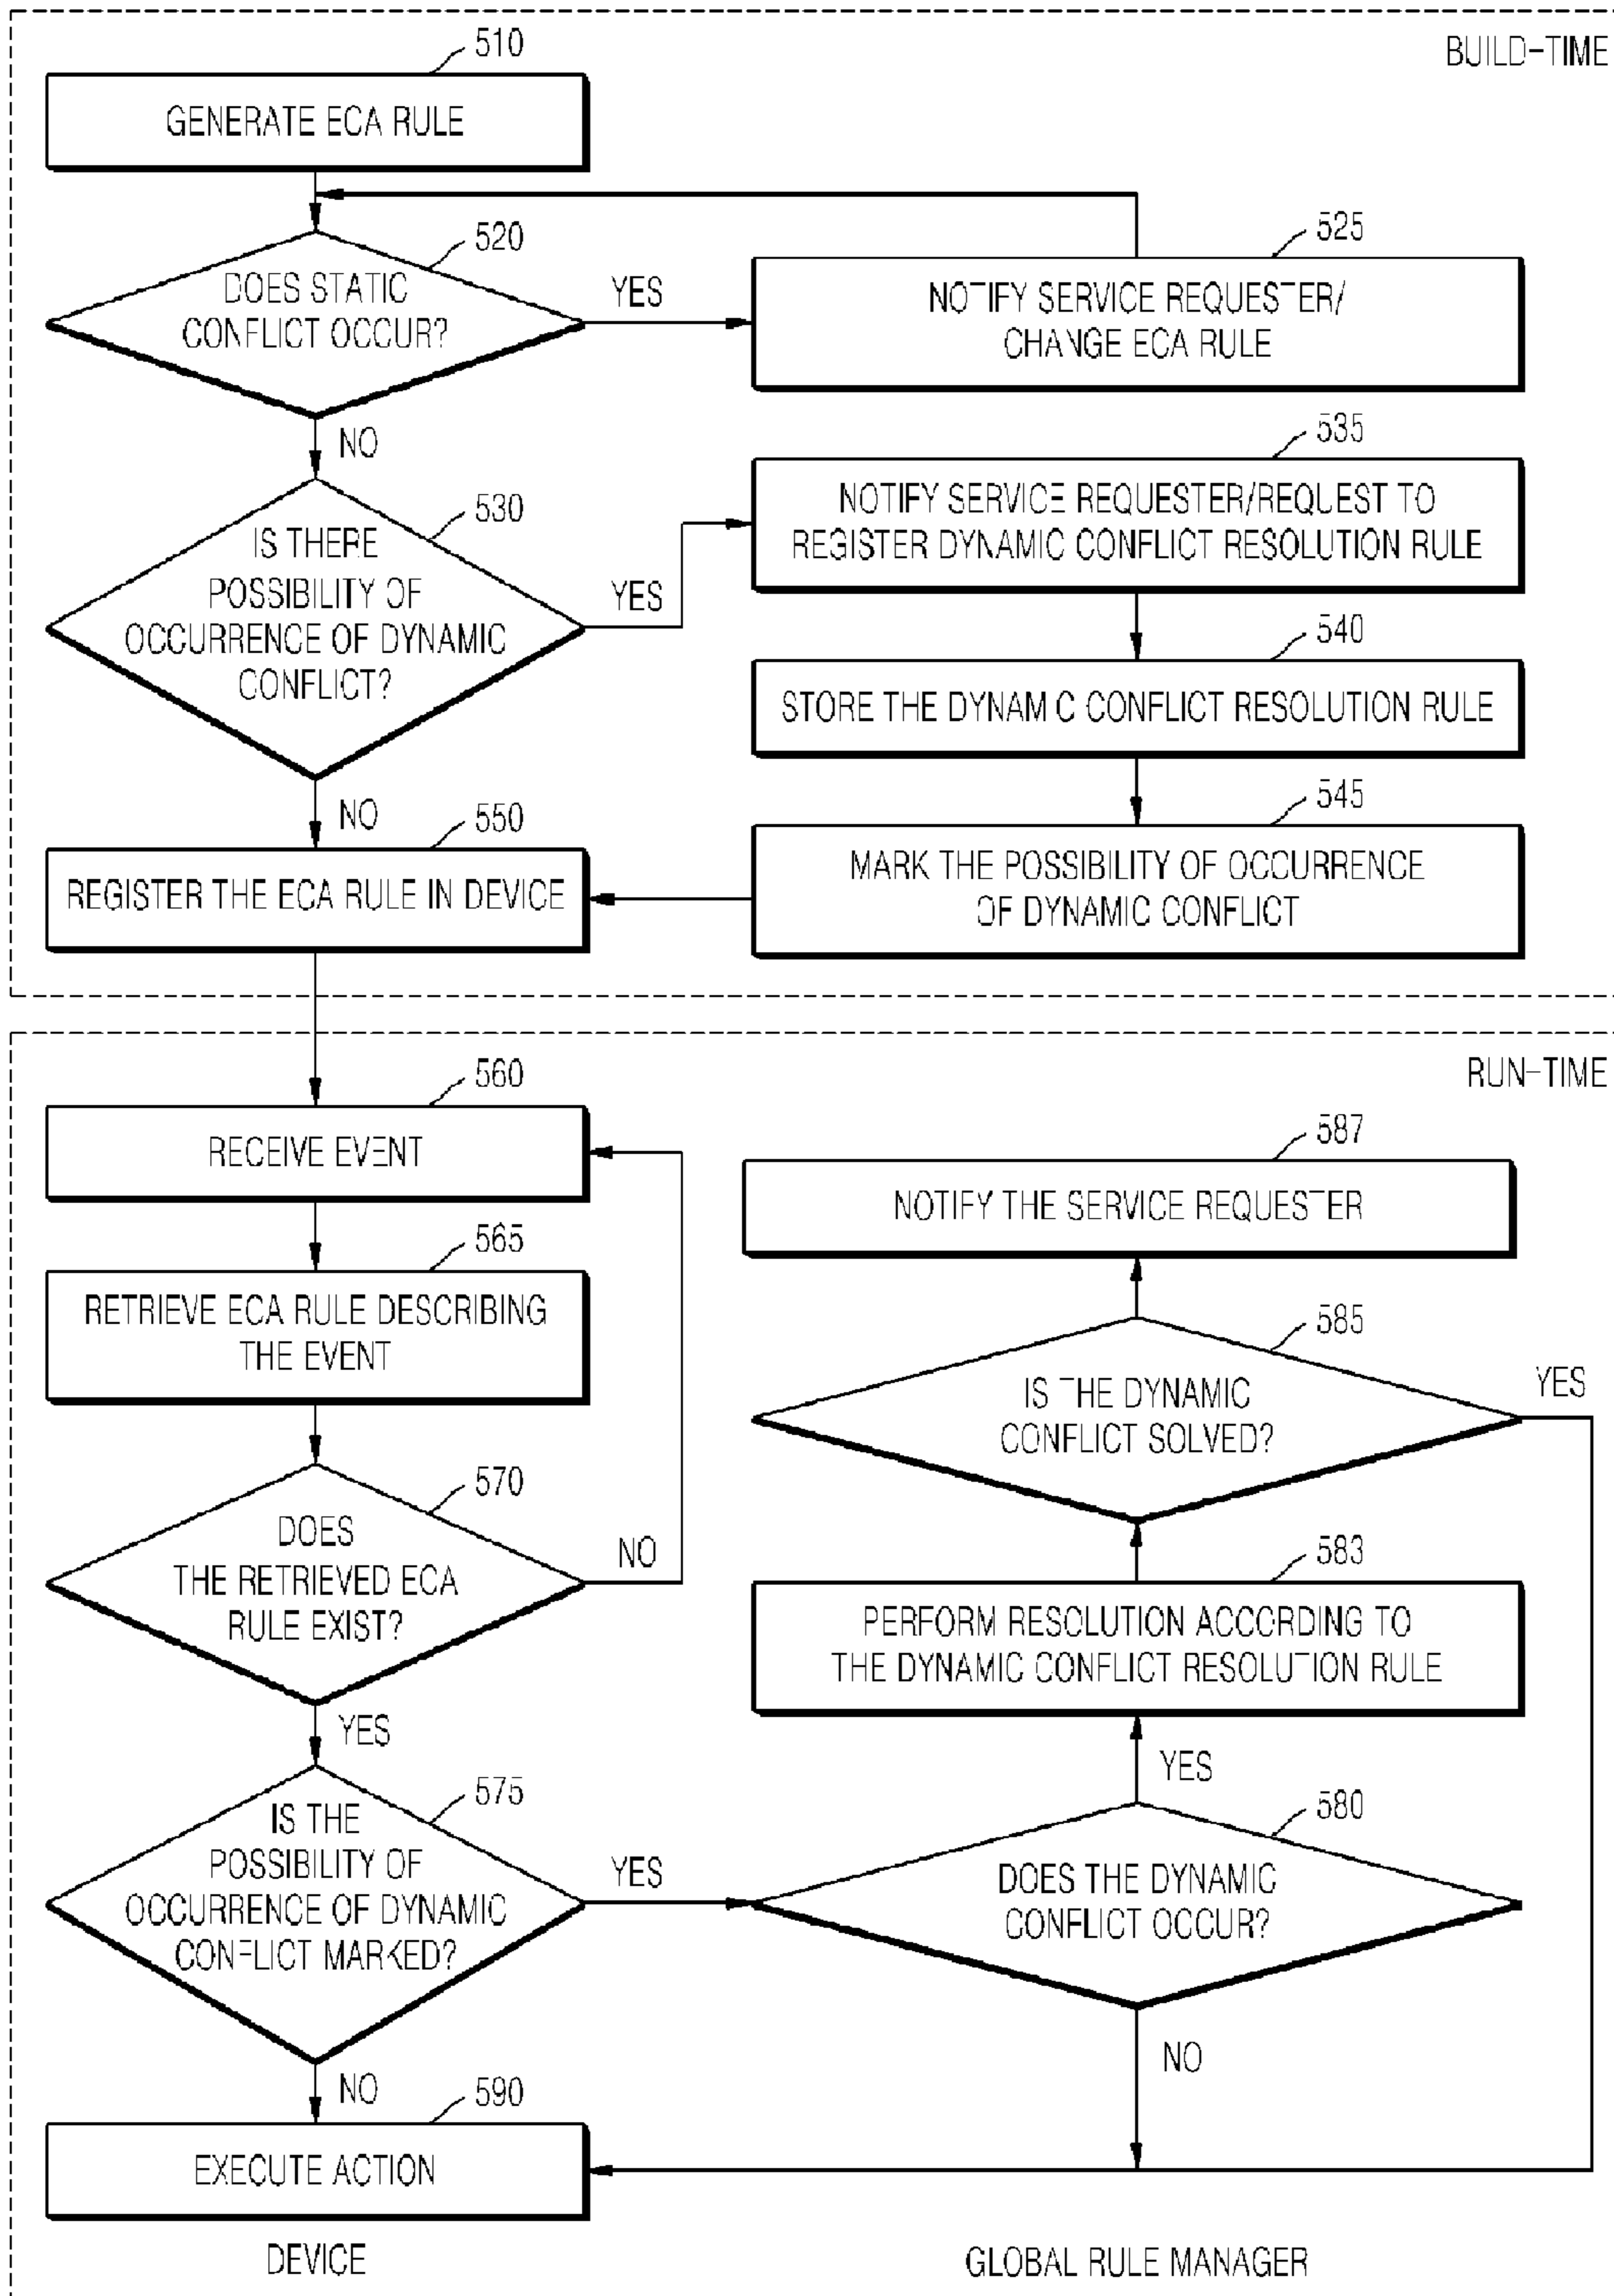 BUILD-TIME
510
GENERATE ECA RULE
520
DOES STATIC
CONFLICT OCCUR?
YES
525
NOTIFY SERVICE REQUESTER/
CHANGE ECA RULE
NO
530
IS THERE
POSSIBILITY OF
OCCURRENCE OF DYNAMIC
CONFLICT?
YES
535
NOTIFY SERVICE REQUESTER/REQUEST TO
REGISTER DYNAMIC CONFLICT RESOLUTION RULE
540
STORE THE DYNAMIC CONFLICT RESOLUTION RULE
545
MARK THE POSSIBILITY OF OCCURRENCE
OF DYNAMIC CONFLICT
NO
550
REGISTER THE ECA RULE IN DEVICE
RUN-TIME
560
RECEIVE EVENT
565
RETRIEVE ECA RULE DESCRIBING
THE EVENT
570
DOES
THE RETRIEVED ECA
RULE EXIST?
NO
YES
575
IS THE
POSSIBILITY OF
OCCURRENCE OF DYNAMIC
CONFLICT MARKED?
YES
NO
587
NOTIFY THE SERVICE REQUESTER
585
IS THE DYNAMIC
CONFLICT SOLVED?
YES
583
PERFORM RESOLUTION ACCORDING TO
THE DYNAMIC CONFLICT RESOLUTION RULE
YES
580
DOES THE DYNAMIC
CONFLICT OCCUR?
NO
590
EXECUTE ACTION
DEVICE
GLOBAL RULE MANAGER